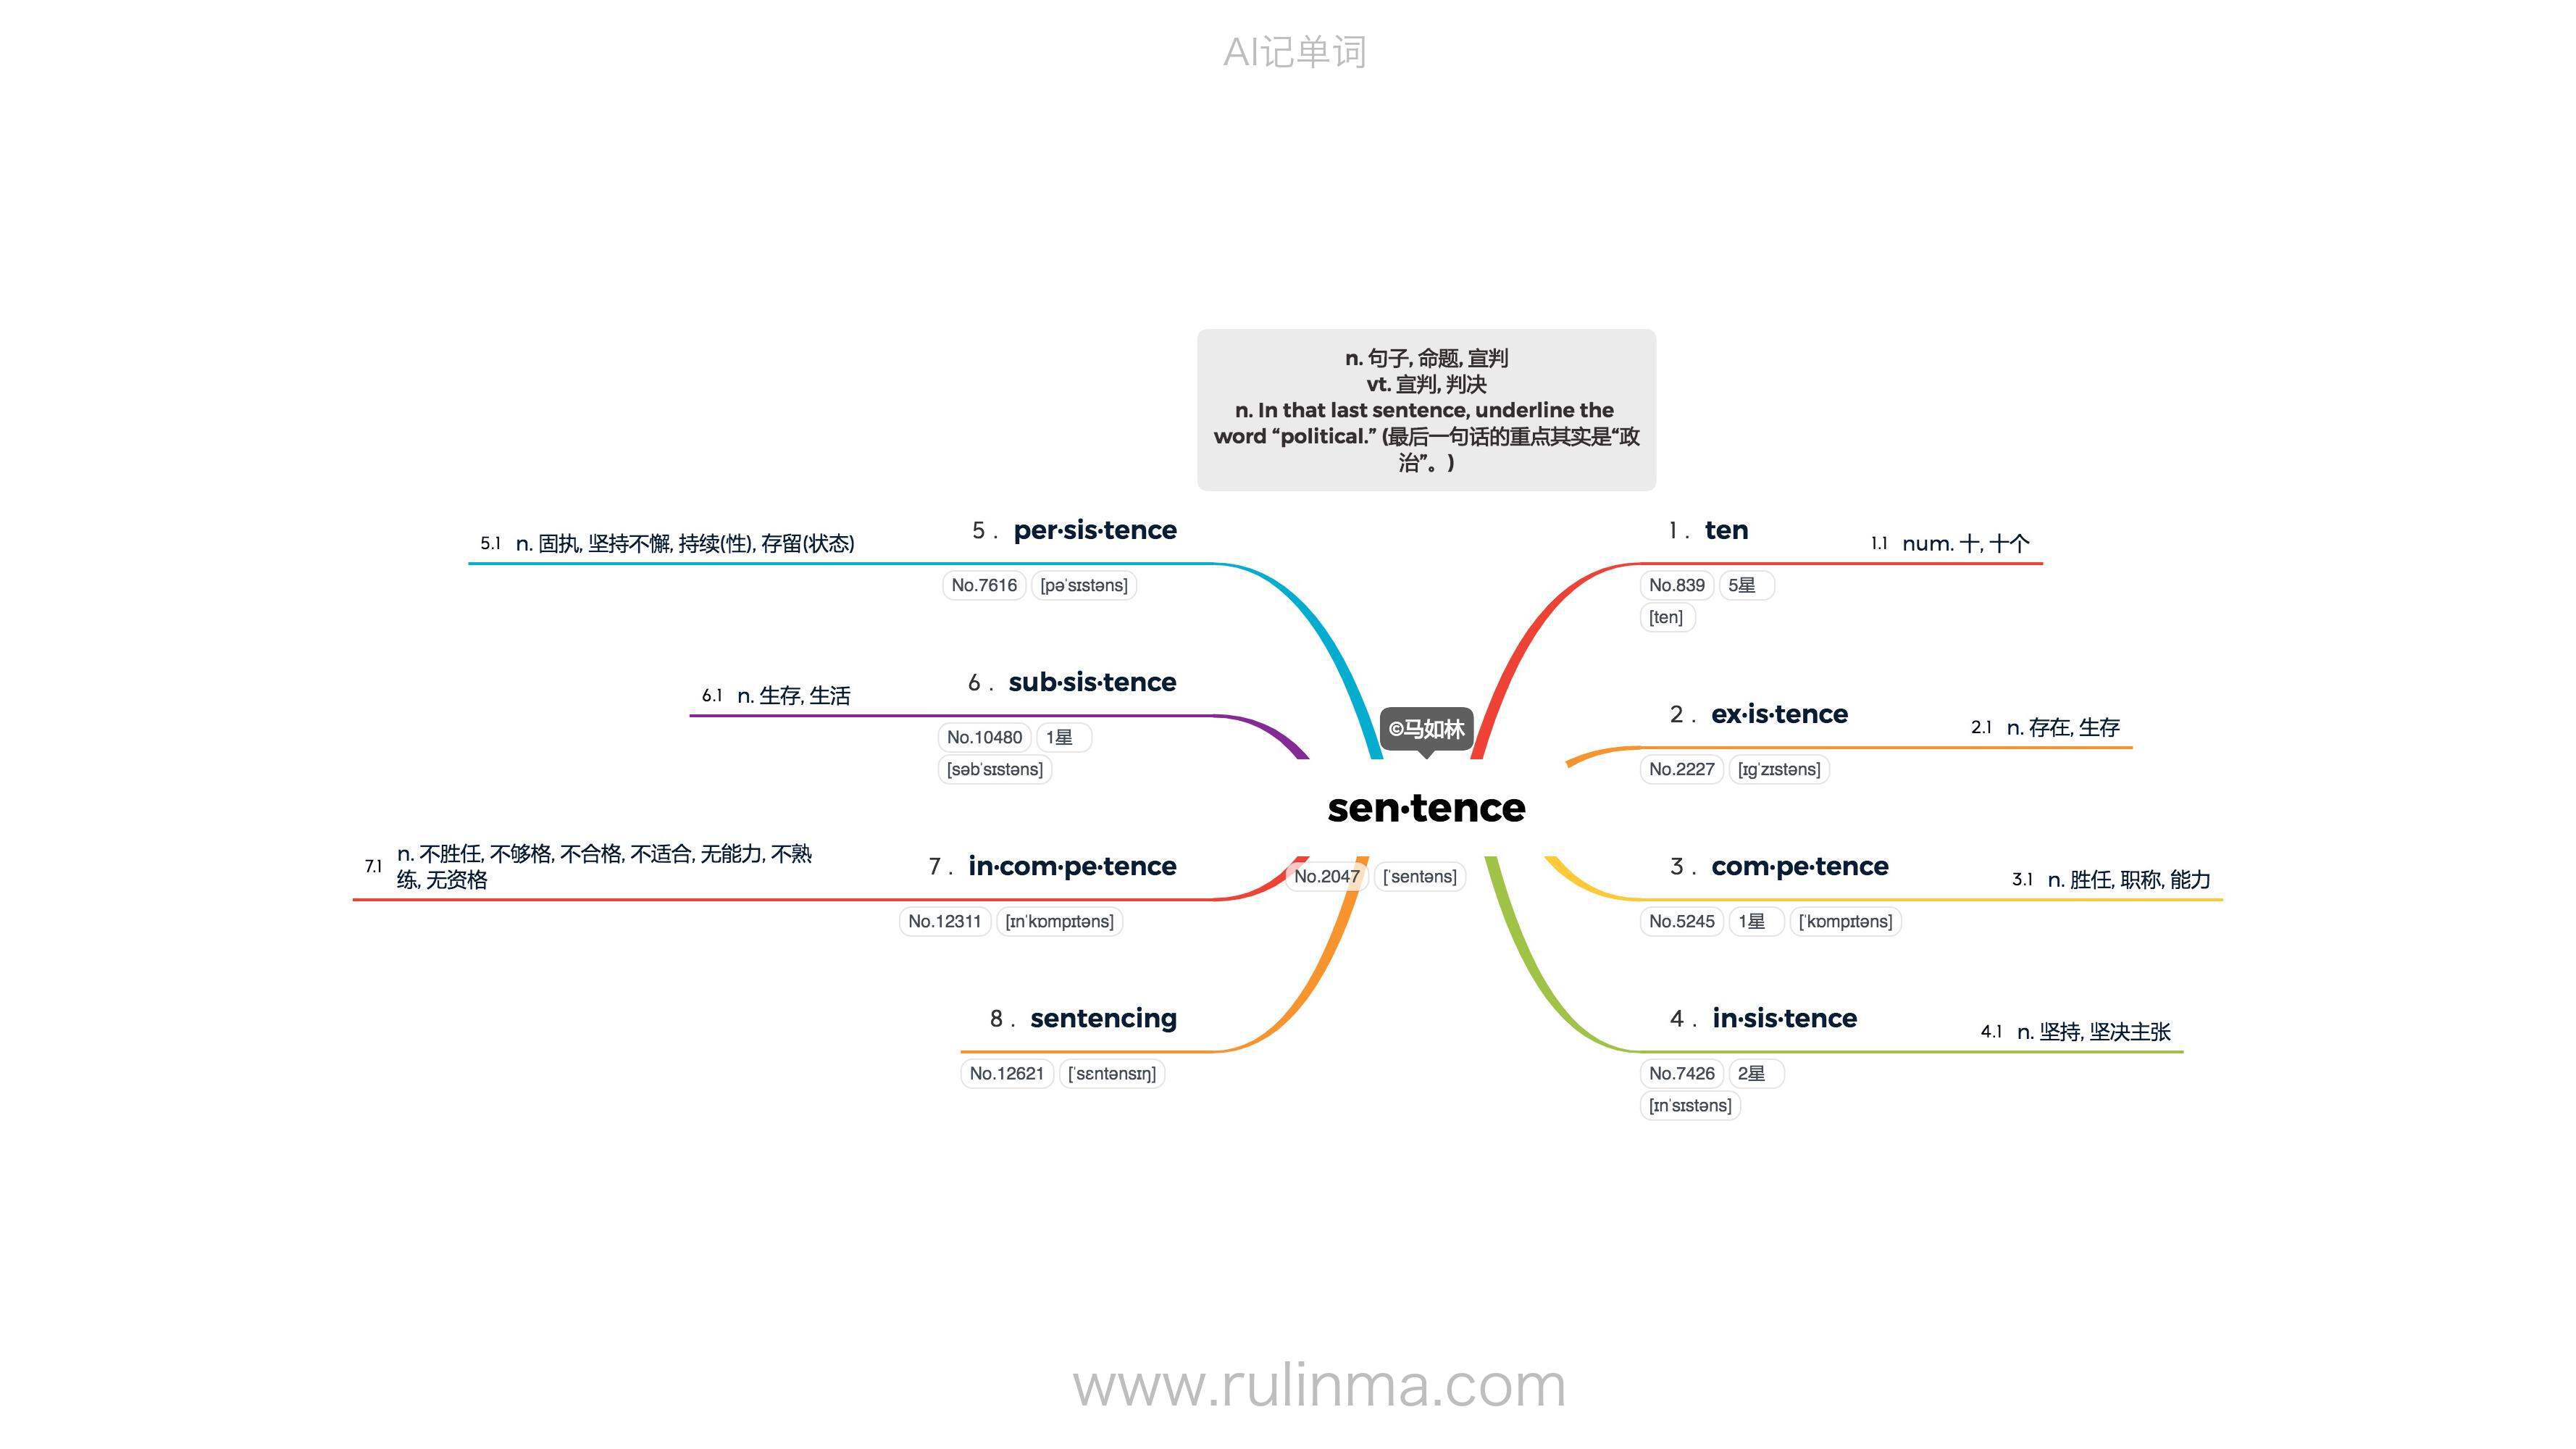 AI记单词
n. 句子, 命题, 宣判
vt. 宣判, 判决
n. In that last sentence, underline the
word “political.” (最后一句话的重点其实是“政
治”。)
©马如林
sen·tence
No.2047 [ˈsentəns]
1 . ten
No.839 5星
[ten]
1.1 num. 十, 十个
2 . ex·is·tence
No.2227 [ɪgˈzɪstəns]
2.1 n. 存在, 生存
3 . com·pe·tence
No.5245 1星 [ˈkɒmpɪtəns]
3.1 n. 胜任, 职称, 能力
4 . in·sis·tence
No.7426 2星
[ɪnˈsɪstəns]
4.1 n. 坚持, 坚决主张
5 . per·sis·tence
No.7616 [pəˈsɪstəns]
5.1 n. 固执, 坚持不懈, 持续(性), 存留(状态)
6 . sub·sis·tence
No.10480 1星
[səbˈsɪstəns]
6.1 n. 生存, 生活
7 . in·com·pe·tence
No.12311 [ɪnˈkɒmpɪtəns]
7.1 n. 不胜任, 不够格, 不合格, 不适合, 无能力, 不熟
练, 无资格
8 . sentencing
No.12621 [ˈsɛntənsɪŋ]
www.rulinma.com